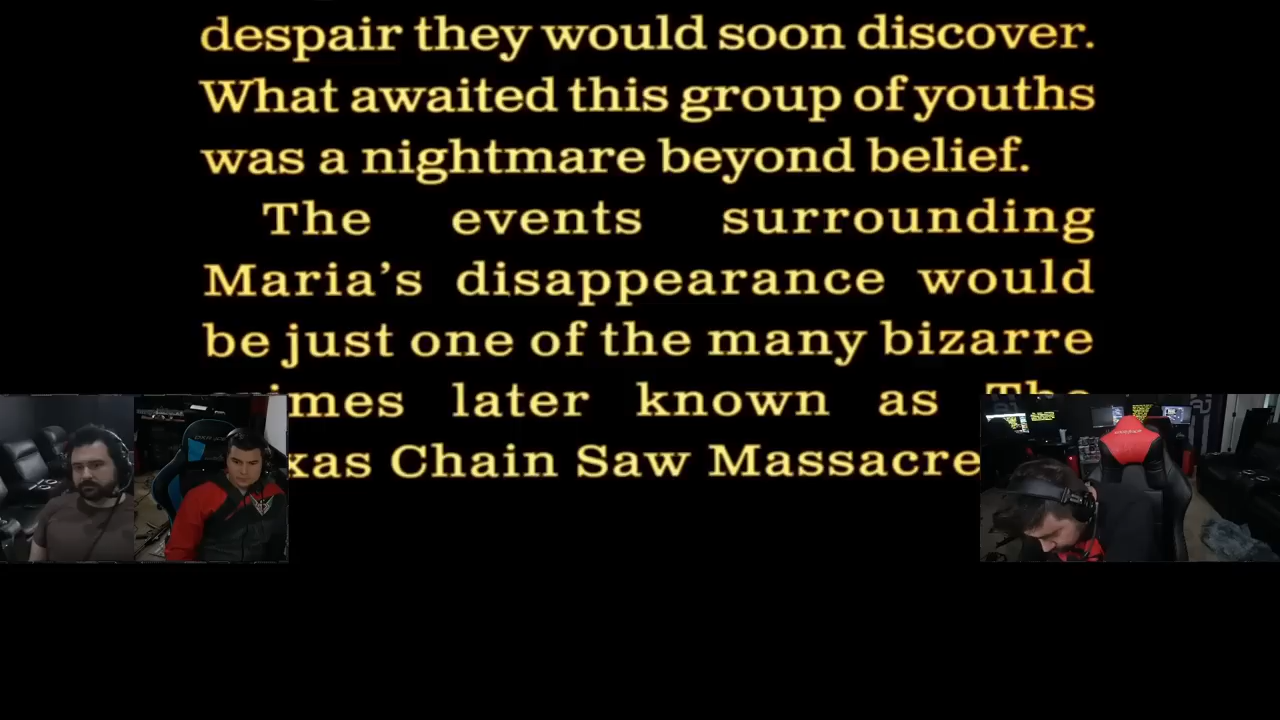 despair they would soon discover.
What awaited this group of youths
was a nightmare beyond belief.
The events surrounding
Maria’s disappearance would
be just one of the many bizarre
later known as The
Chain Saw Massacre